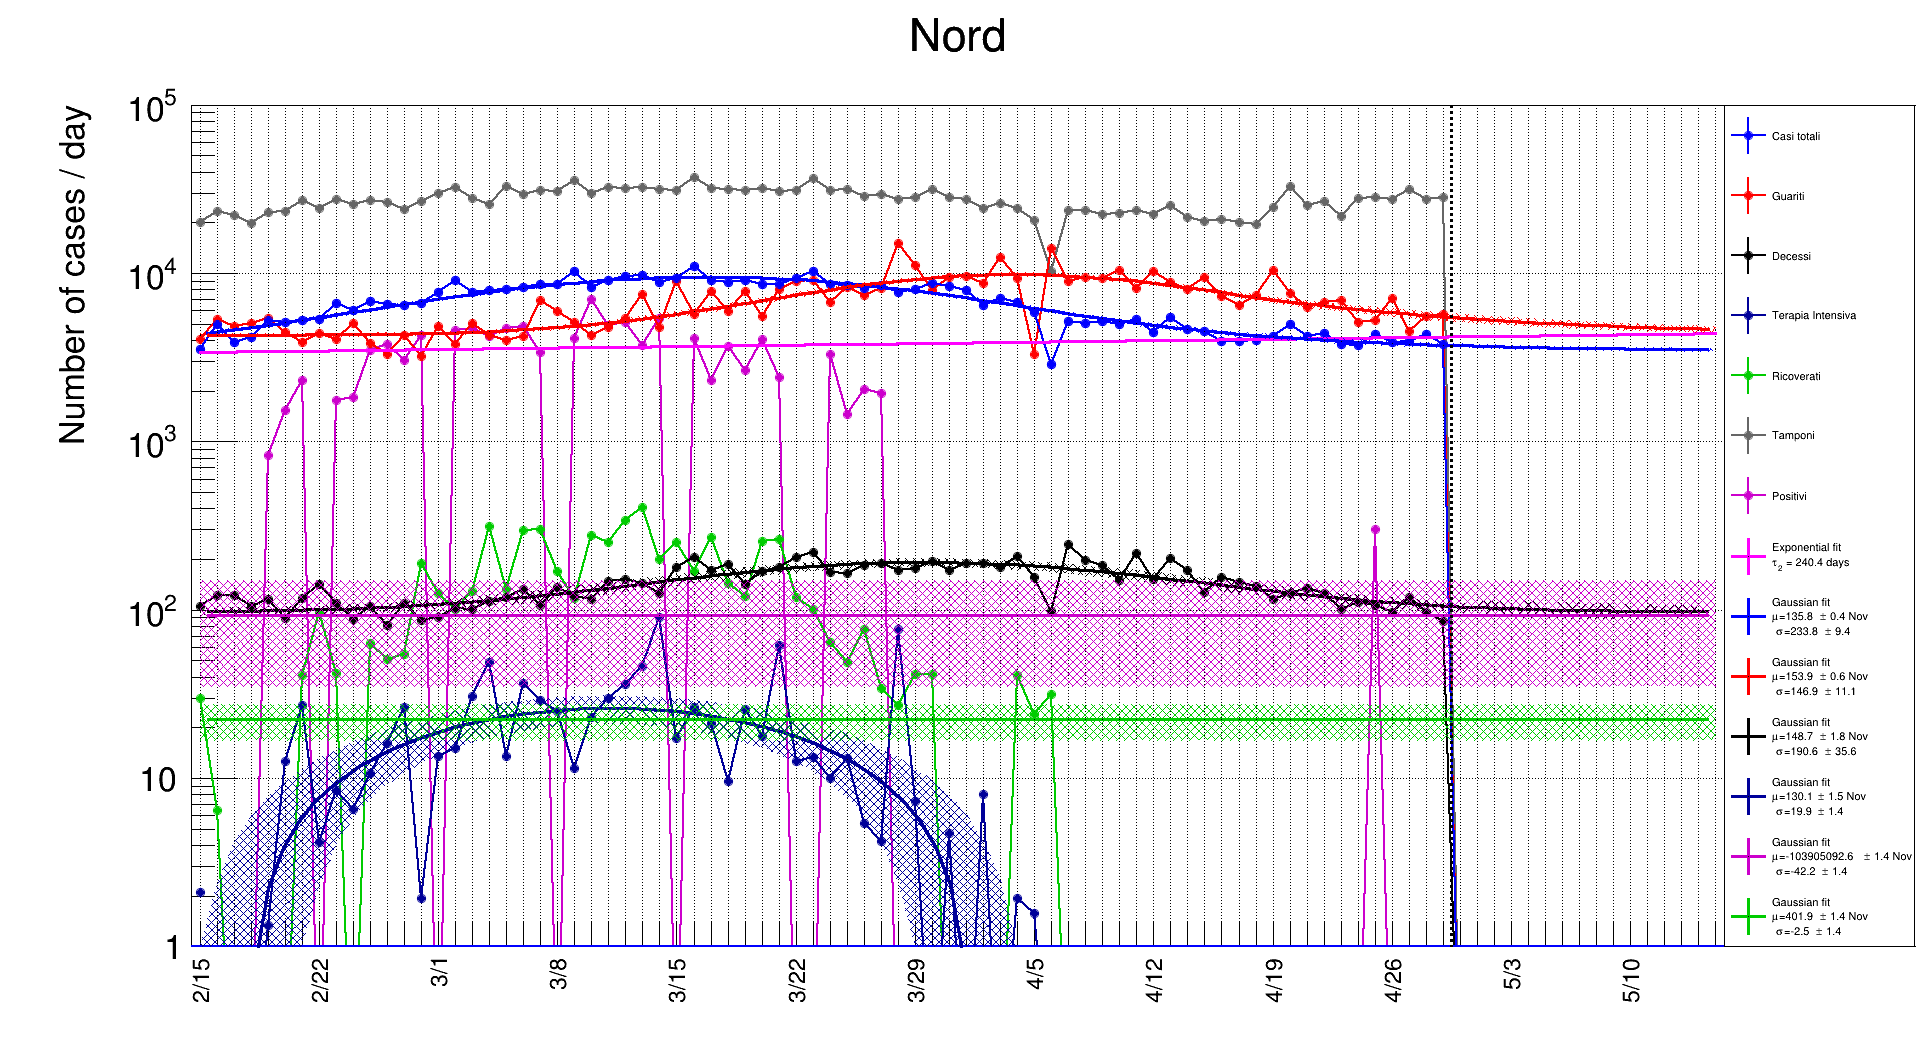 Nord
Number of cases / day
10^5
10^4
10^3
10^2
10
1
2/15
2/22
3/1
3/8
3/15
3/22
3/29
4/5
4/12
4/19
4/26
5/3
5/10
Casi totali
Guariti
Decessi
Terapia Intensiva
Ricoverati
Tamponi
Positivi
Exponential fit
τ₂ = 240.4 days
Gaussian fit
μ=135.8 ± 0.4 Nov
σ=233.8 ± 9.4
Gaussian fit
μ=153.9 ± 0.6 Nov
σ=146.9 ± 11.1
Gaussian fit
μ=148.7 ± 1.8 Nov
σ=190.6 ± 35.6
Gaussian fit
μ=130.1 ± 1.5 Nov
σ=19.9 ± 1.4
Gaussian fit
μ=-103905092.6 ± 1.4 Nov
σ=-42.2 ± 1.4
Gaussian fit
μ=401.9 ± 1.4 Nov
σ=-2.5 ± 1.4